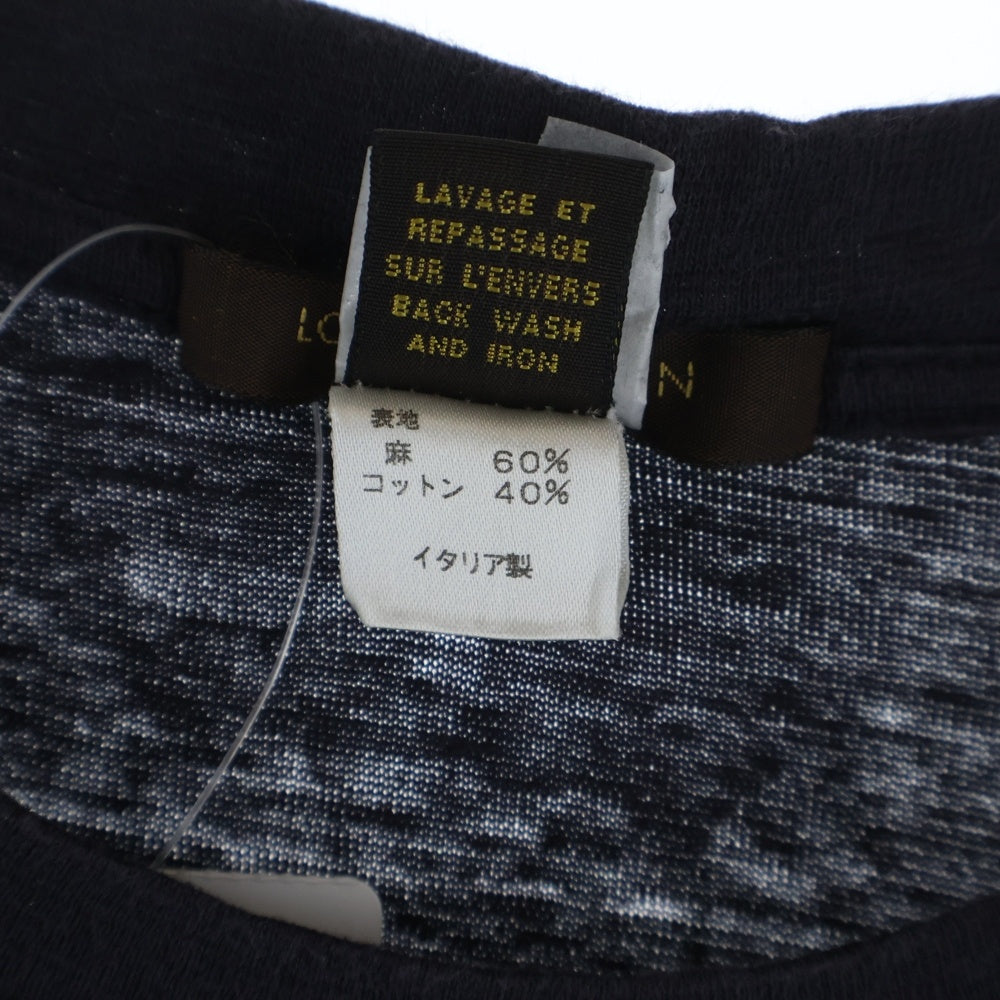 LAVAGE ET
REPASSAGE
SUR L'ENVERS
BACK WASH
AND IRON
LO
N
表地
麻 60%
コットン 40%
イタリア製